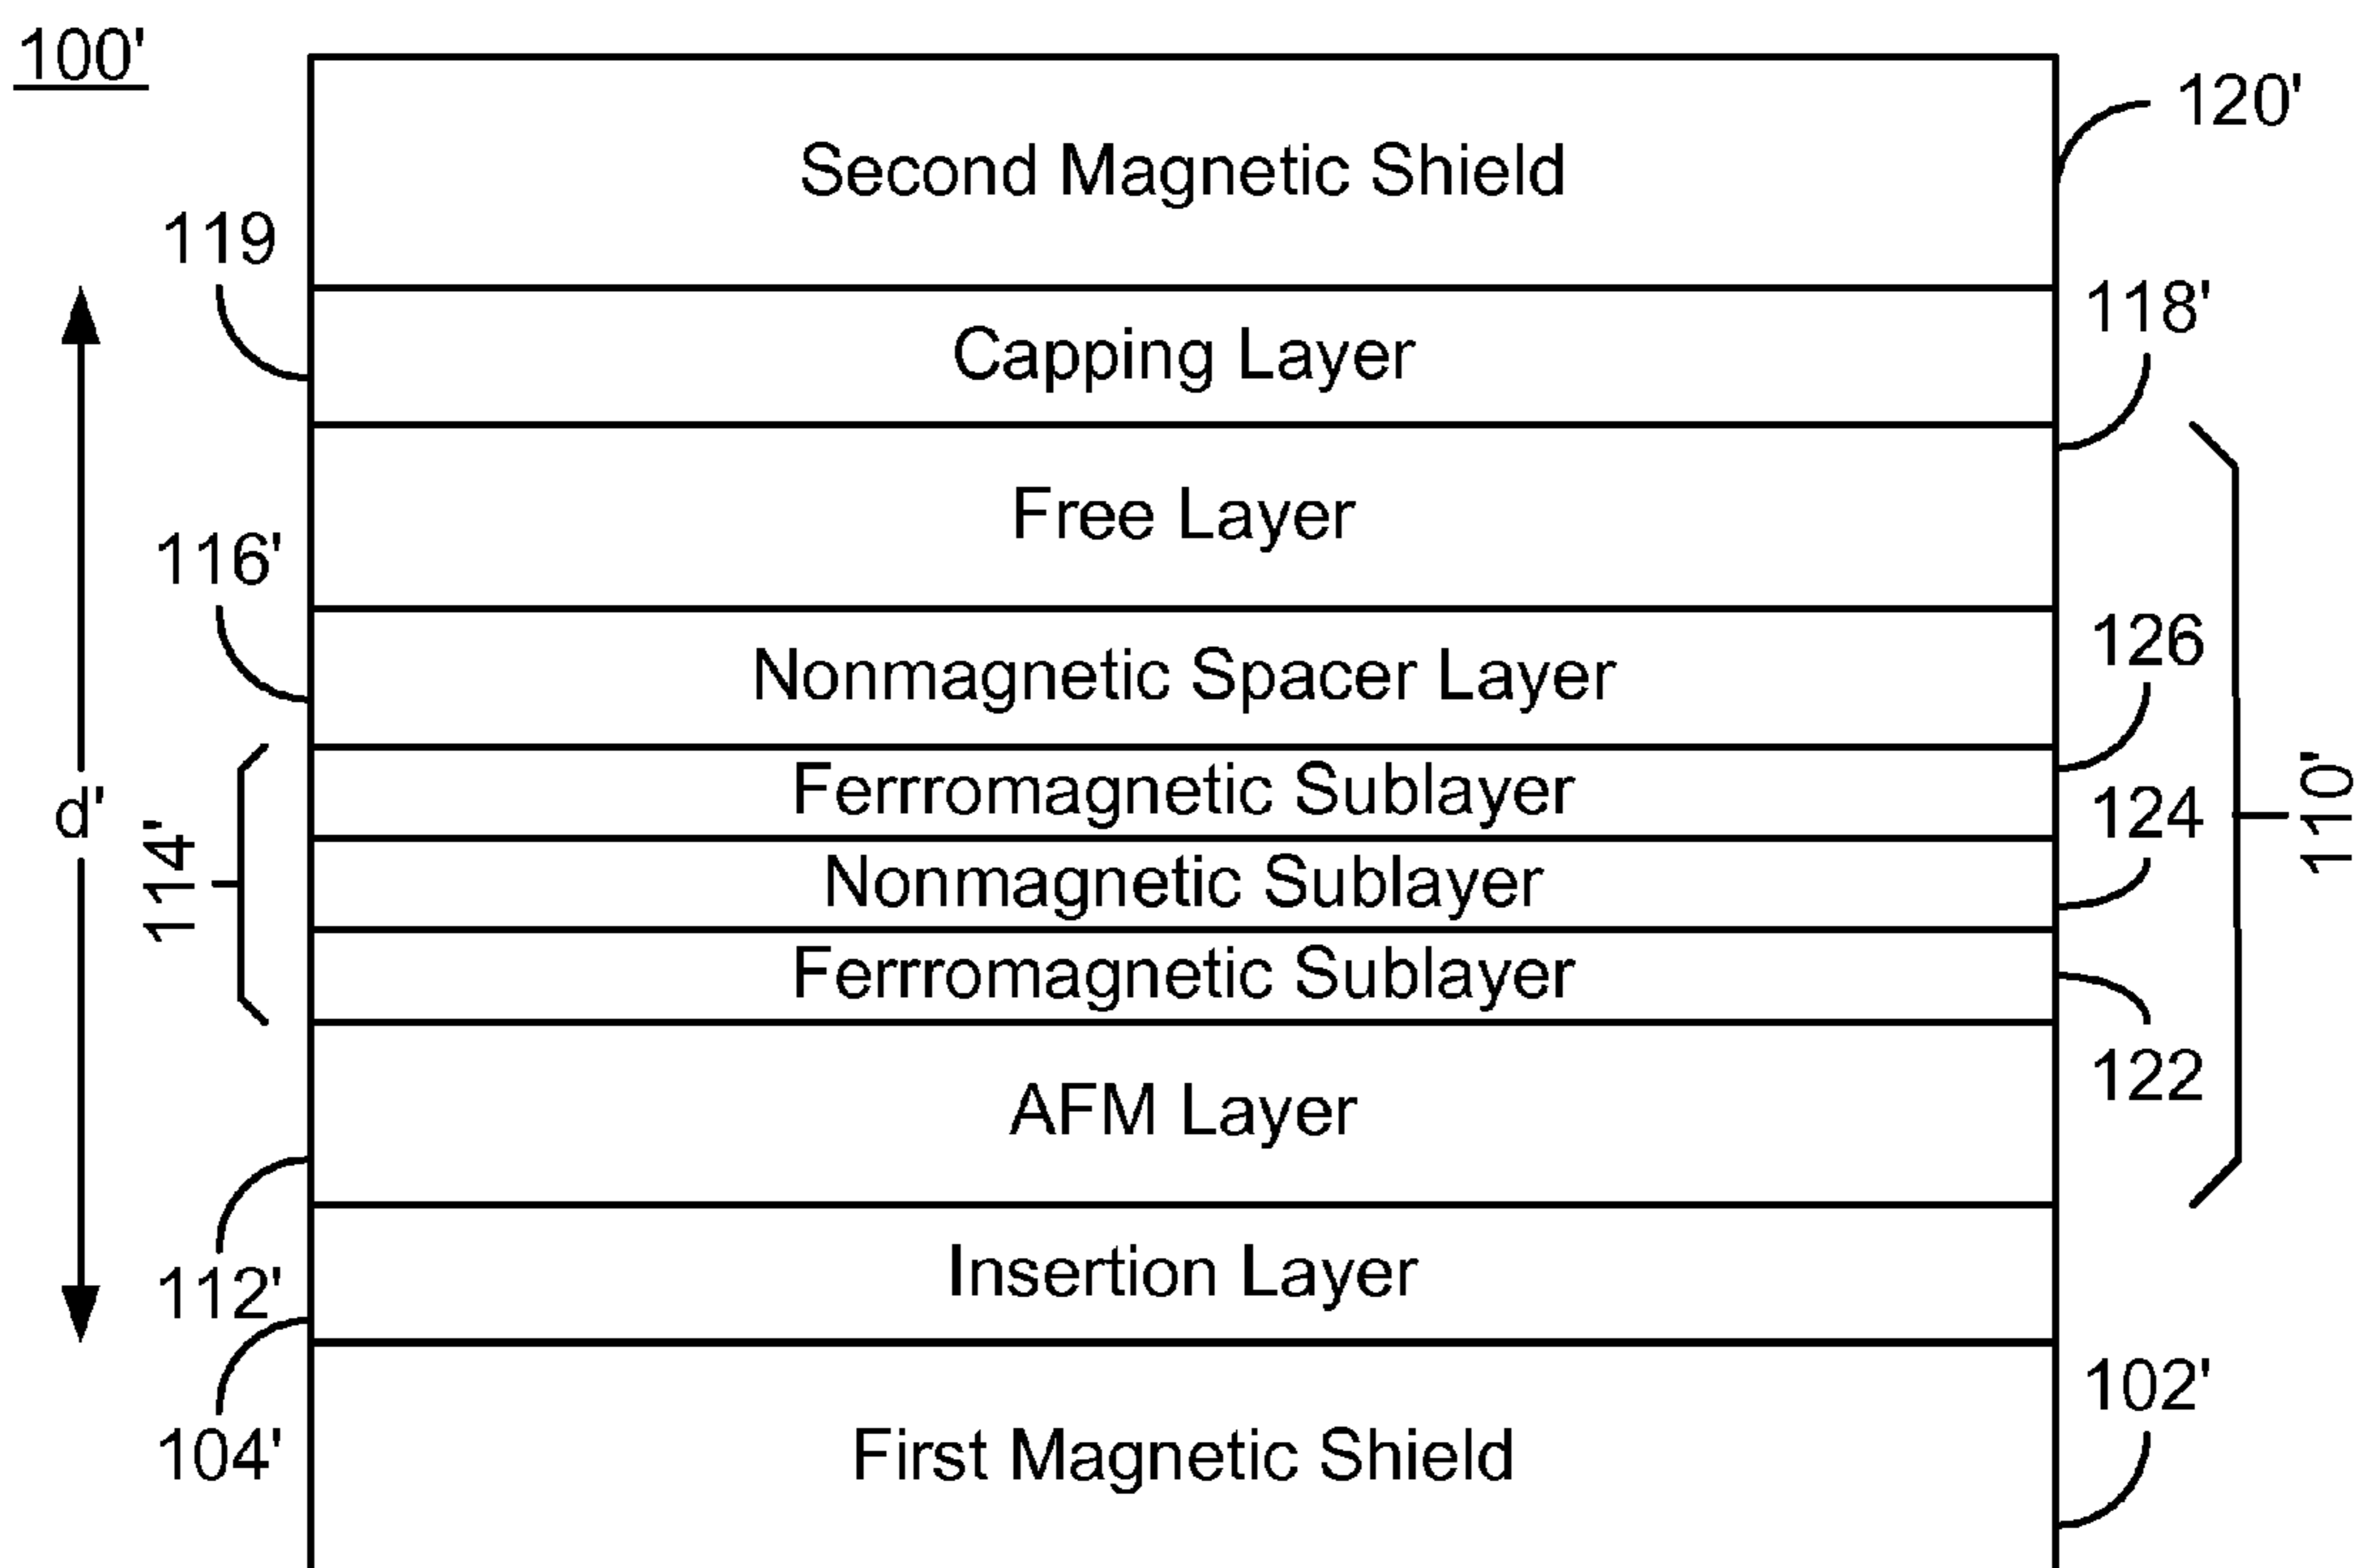 100'
120'
Second Magnetic Shield
119
118'
Capping Layer
Free Layer
116'
126
Nonmagnetic Spacer Layer
Ferrromagnetic Sublayer
d'
124
110'
114'
Nonmagnetic Sublayer
Ferrromagnetic Sublayer
122
AFM Layer
112'
Insertion Layer
102'
104'
First Magnetic Shield